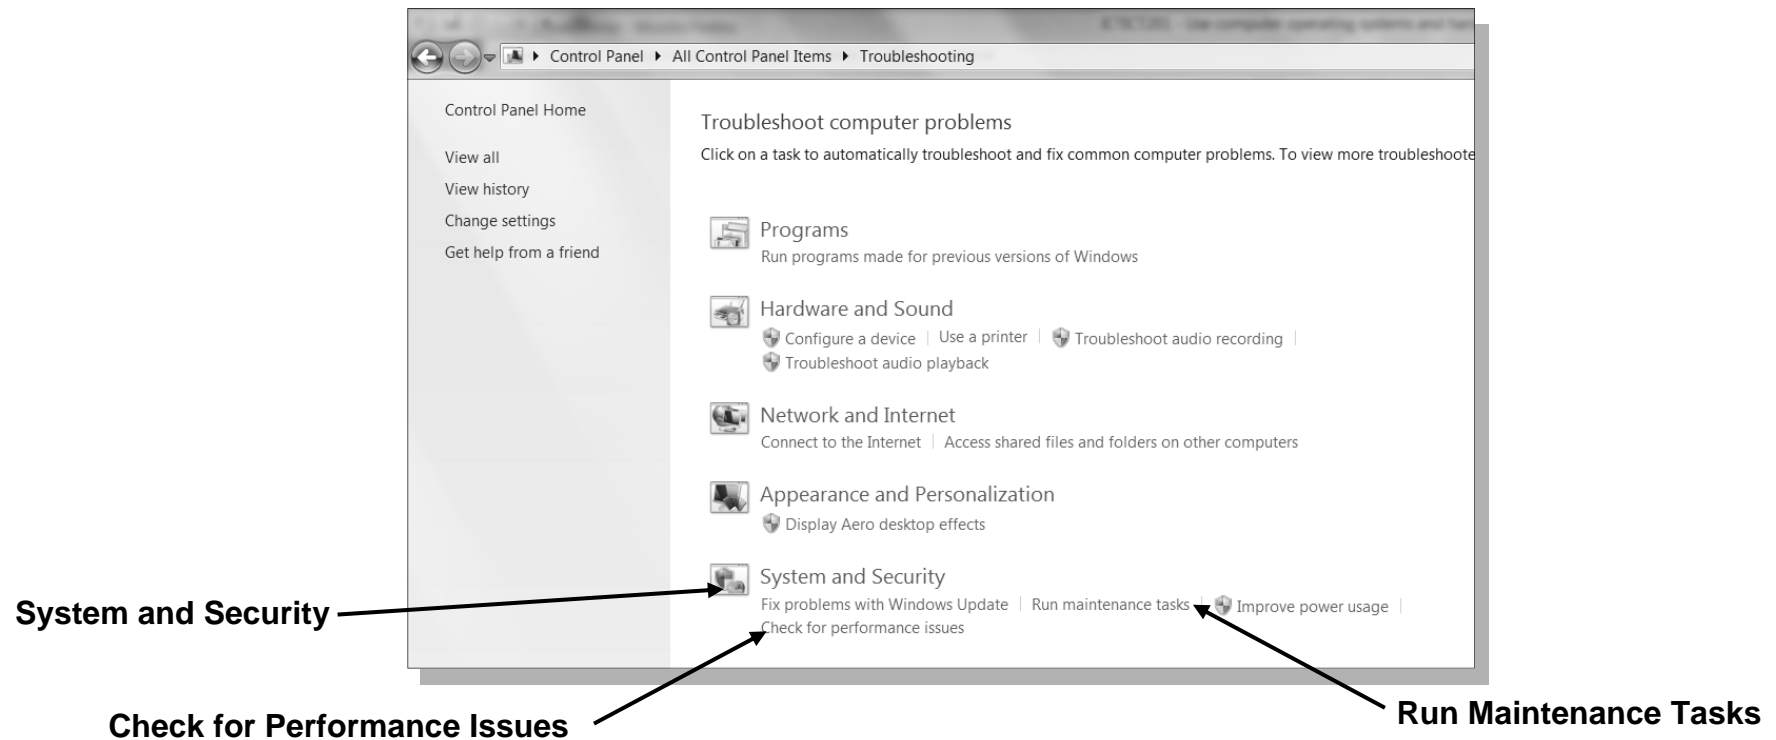 Control Panel All Control Panel Items Troubleshooting
Control Panel Home
View all
View history
Change settings
Get help from a friend
Troubleshoot computer problems
Click on a task to automatically troubleshoot and fix common computer problems. To view more troubleshoote
Programs
Run programs made for previous versions of Windows
Hardware and Sound
Configure a device Use a printer Troubleshoot audio recording
Troubleshoot audio playback
Network and Internet
Connect to the Internet Access shared files and folders on other computers
Appearance and Personalization
Display Aero desktop effects
System and Security
Fix problems with Windows Update Run maintenance tasks Improve power usage
Check for performance issues
System and Security
Check for Performance Issues
Run Maintenance Tasks